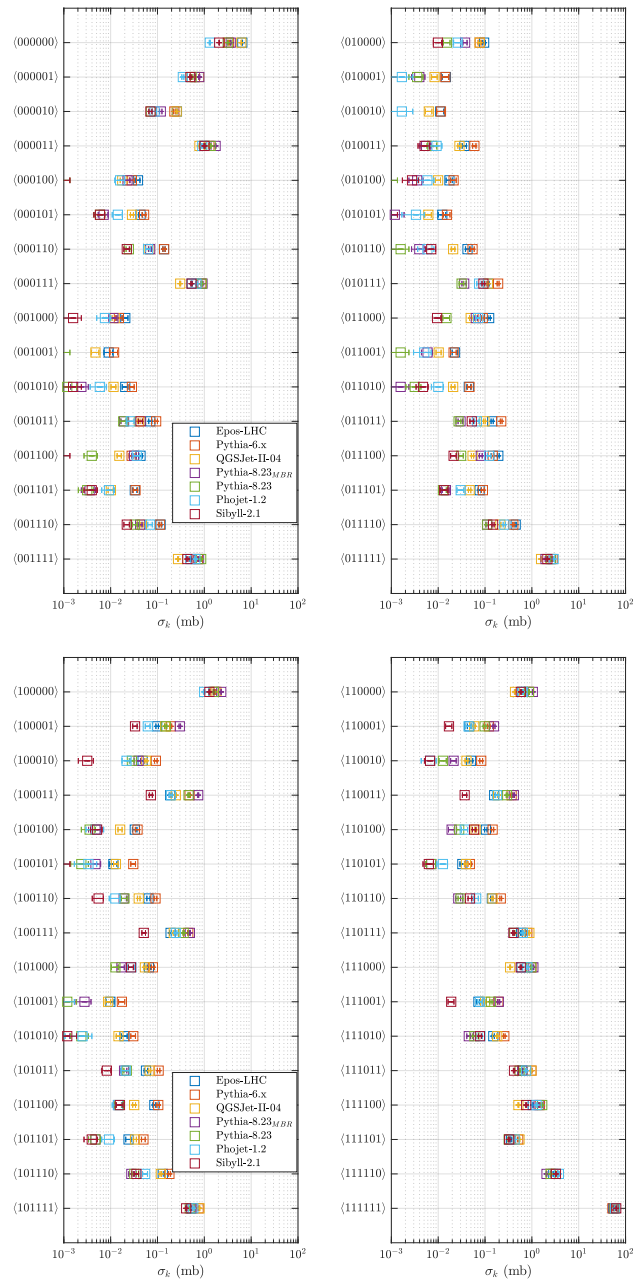 ⟨000000⟩
⟨000001⟩
⟨000010⟩
⟨000011⟩
⟨000100⟩
⟨000101⟩
⟨000110⟩
⟨000111⟩
⟨001000⟩
⟨001001⟩
⟨001010⟩
⟨001011⟩
⟨001100⟩
⟨001101⟩
⟨001110⟩
⟨001111⟩
Epos-LHC
Pythia-6.x
QGSJet-II-04
Pythia-8.23_MBR
Pythia-8.23
Phojet-1.2
Sibyll-2.1
10⁻³ 10⁻² 10⁻¹ 10⁰ 10¹ 10²
σ_k (mb)
⟨010000⟩
⟨010001⟩
⟨010010⟩
⟨010011⟩
⟨010100⟩
⟨010101⟩
⟨010110⟩
⟨010111⟩
⟨011000⟩
⟨011001⟩
⟨011010⟩
⟨011011⟩
⟨011100⟩
⟨011101⟩
⟨011110⟩
⟨011111⟩
10⁻³ 10⁻² 10⁻¹ 10⁰ 10¹ 10²
σ_k (mb)
⟨100000⟩
⟨100001⟩
⟨100010⟩
⟨100011⟩
⟨100100⟩
⟨100101⟩
⟨100110⟩
⟨100111⟩
⟨101000⟩
⟨101001⟩
⟨101010⟩
⟨101011⟩
⟨101100⟩
⟨101101⟩
⟨101110⟩
⟨101111⟩
Epos-LHC
Pythia-6.x
QGSJet-II-04
Pythia-8.23_MBR
Pythia-8.23
Phojet-1.2
Sibyll-2.1
10⁻³ 10⁻² 10⁻¹ 10⁰ 10¹ 10²
σ_k (mb)
⟨110000⟩
⟨110001⟩
⟨110010⟩
⟨110011⟩
⟨110100⟩
⟨110101⟩
⟨110110⟩
⟨110111⟩
⟨111000⟩
⟨111001⟩
⟨111010⟩
⟨111011⟩
⟨111100⟩
⟨111101⟩
⟨111110⟩
⟨111111⟩
10⁻³ 10⁻² 10⁻¹ 10⁰ 10¹ 10²
σ_k (mb)